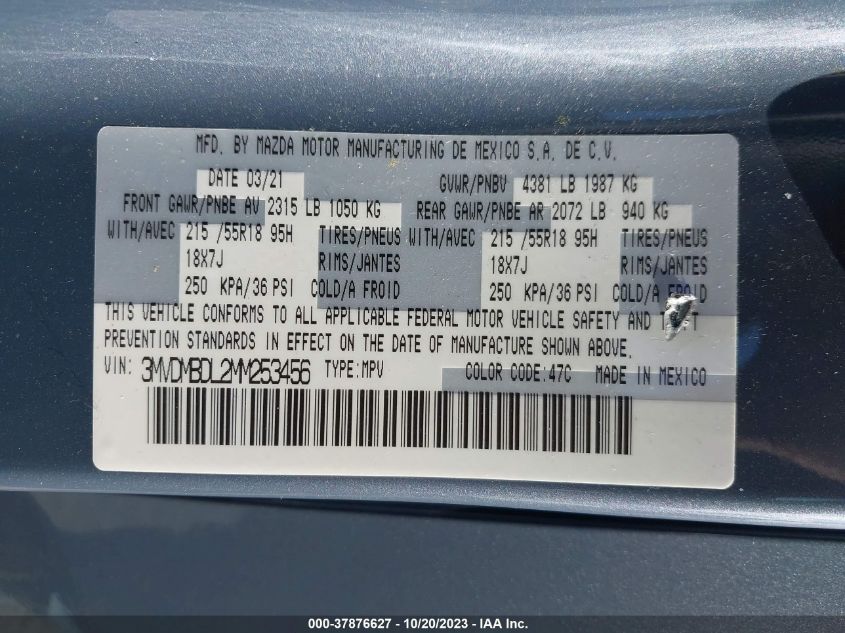 MFD. BY MAZDA MOTOR MANUFACTURING DE MEXICO S.A. DE C.V.
DATE 03/21 GVWR/PNBV 4381 LB 1987 KG
FRONT GAWR/PNBE AV 2315 LB 1050 KG REAR GAWR/PNBE AR 2072 LB 940 KG
WITH/AVEC 215 /55R18 95H TIRES/PNEUS WITH/AVEC 215 /55R18 95H TIRES/PNEUS
18X7J RIMS/JANTES 18X7J RIMS/JANTES
250 KPA/36 PSI COLD/A FROID 250 KPA/36 PSI COLD/A FROID
THIS VEHICLE CONFORMS TO ALL APPLICABLE FEDERAL MOTOR VEHICLE SAFETY AND
PREVENTION STANDARDS IN EFFECT ON THE DATE OF MANUFACTURE SHOWN ABOVE.
VIN: 3MVDMBDL2MM253456 TYPE:MPV COLOR CODE:47C MADE IN MEXICO
000-37876627 - 10/20/2023 - IAA Inc.